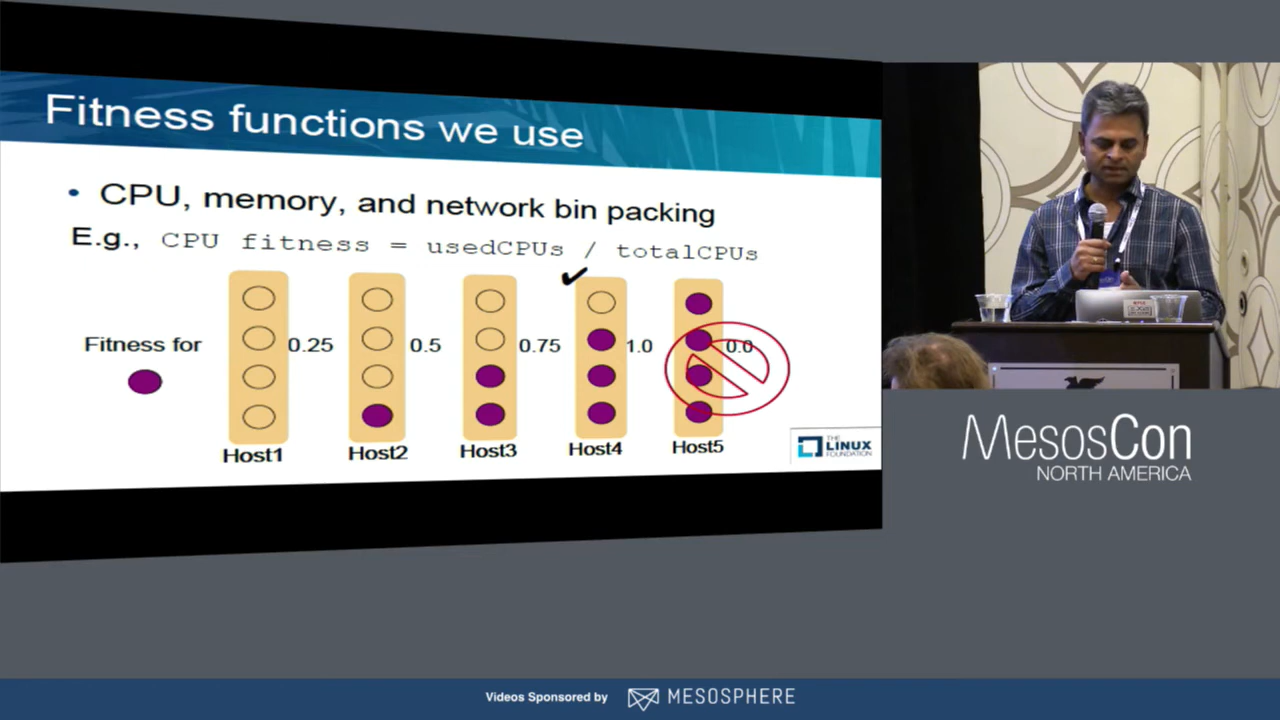 Fitness functions we use
• CPU, memory, and network bin packing
E.g., CPU fitness = usedCPUs / totalCPUs
Fitness for
0.25
0.5
0.75
1.0
0.0
Host1
Host2
Host3
Host4
Host5
THE
LINUX
FOUNDATION
MesosCon
NORTH AMERICA
Videos Sponsored by
MESOSPHERE